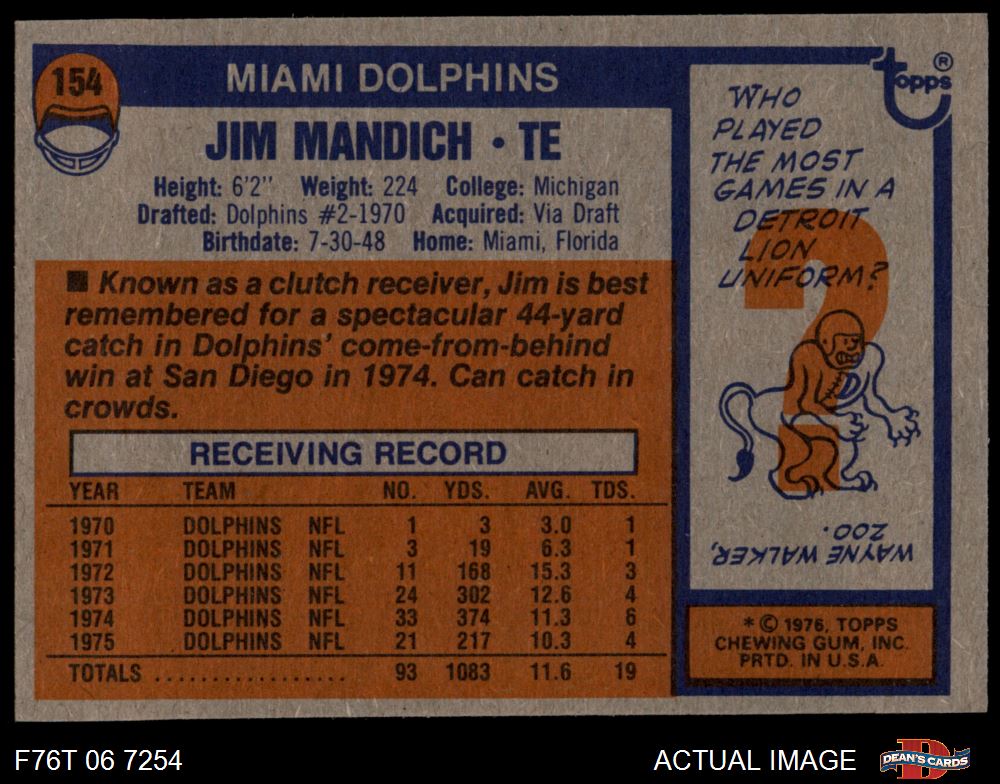 154
MIAMI DOLPHINS
JIM MANDICH • TE
Height: 6'2" Weight: 224 College: Michigan
Drafted: Dolphins #2-1970 Acquired: Via Draft
Birthdate: 7-30-48 Home: Miami, Florida
■ Known as a clutch receiver, Jim is best
remembered for a spectacular 44-yard
catch in Dolphins' come-from-behind
win at San Diego in 1974. Can catch in
crowds.
RECEIVING RECORD
YEAR TEAM NO. YDS. AVG. TDS.
1970 DOLPHINS NFL 1 3 3.0 1
1971 DOLPHINS NFL 3 19 6.3 1
1972 DOLPHINS NFL 11 168 15.3 3
1973 DOLPHINS NFL 24 302 12.6 4
1974 DOLPHINS NFL 33 374 11.3 6
1975 DOLPHINS NFL 21 217 10.3 4
TOTALS ................. 93 1083 11.6 19
topps®
WHO
PLAYED
THE MOST
GAMES IN A
DETROIT
LION
UNIFORM?
?
D
WAYNE WALKER,
200.
* © 1976, TOPPS
CHEWING GUM, INC.
PRTD. IN U.S.A.
F76T 06 7254
ACTUAL IMAGE
D
DEAN'S CARDS